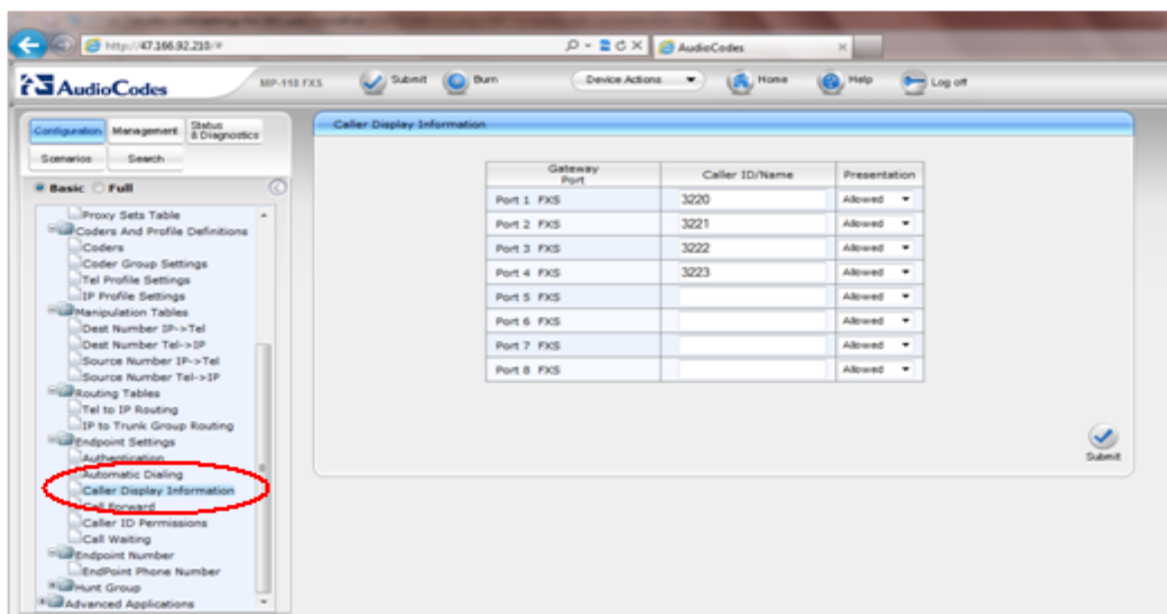 http://47.166.92.210/#
AudioCodes
AudioCodes
MP-118 FXS
Submit
Burn
Device Actions
Home
Help
Log off
Configuration
Management
Status
& Diagnostics
Scenarios
Search
Basic
Full
Proxy Sets Table
Coders And Profile Definitions
Coders
Coder Group Settings
Tel Profile Settings
IP Profile Settings
Manipulation Tables
Dest Number IP->Tel
Dest Number Tel->IP
Source Number IP->Tel
Source Number Tel->IP
Routing Tables
Tel to IP Routing
IP to Trunk Group Routing
Endpoint Settings
Authentication
Automatic Dialing
Caller Display Information
Call Forward
Caller ID Permissions
Call Waiting
Endpoint Number
EndPoint Phone Number
Hunt Group
Advanced Applications
Caller Display Information
Gateway
Port
Caller ID/Name
Presentation
Port 1 FXS 3220 Allowed
Port 2 FXS 3221 Allowed
Port 3 FXS 3222 Allowed
Port 4 FXS 3223 Allowed
Port 5 FXS Allowed
Port 6 FXS Allowed
Port 7 FXS Allowed
Port 8 FXS Allowed
Submit